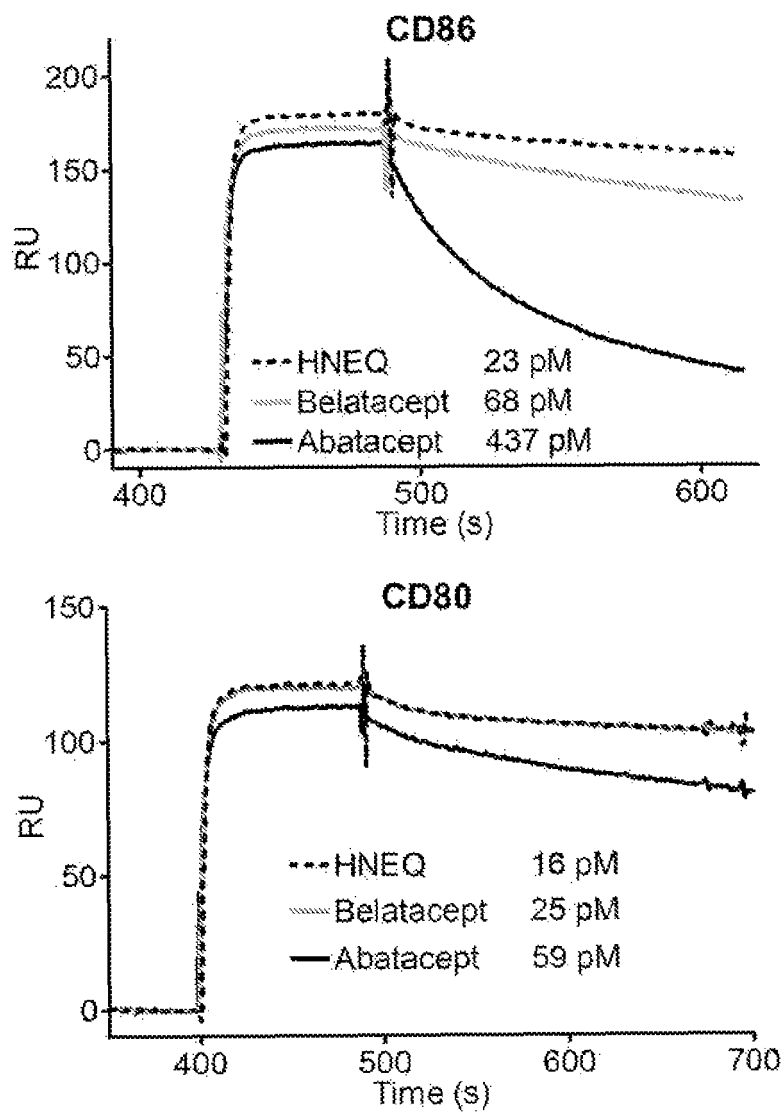 CD86
200
150
100
50
0
RU
HNEQ 23 pM
Belatacept 68 pM
Abatacept 437 pM
400 500 600
Time (s)
CD80
150
100
50
0
RU
HNEQ 16 pM
Belatacept 25 pM
Abatacept 59 pM
400 500 600 700
Time (s)